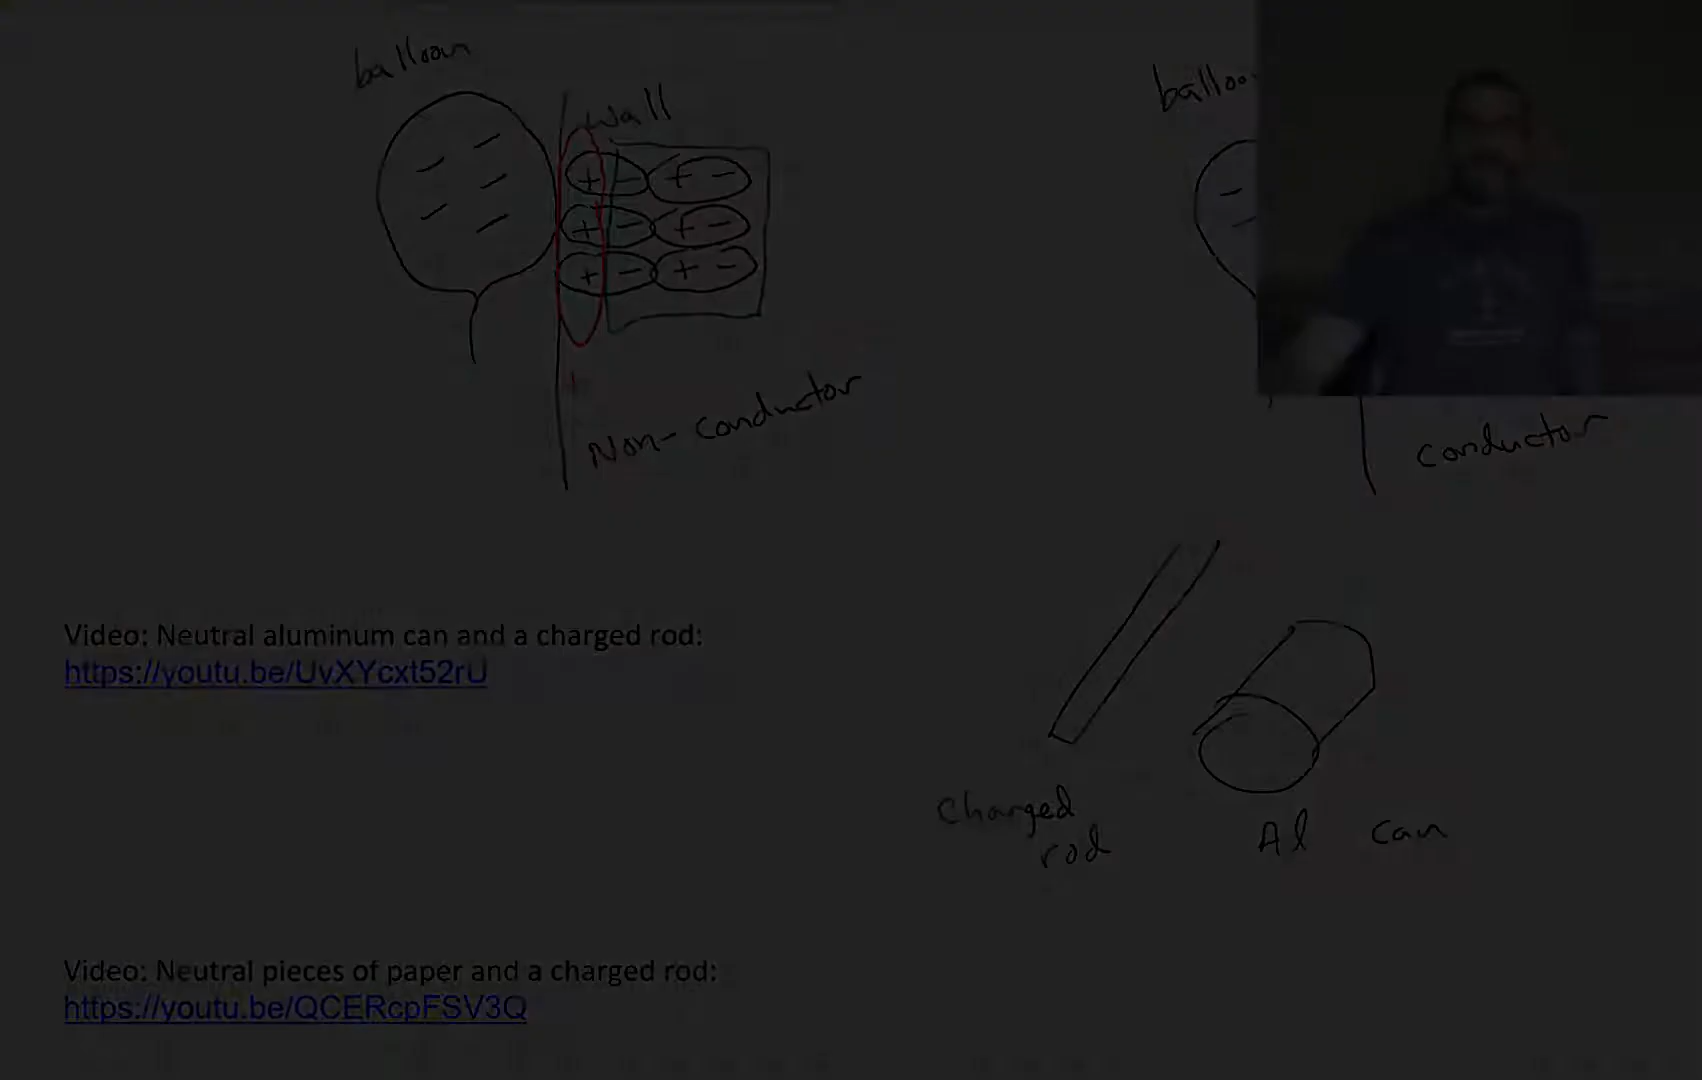 balloon
wall
+ - + -
+ - + -
+ - + -
Non-conductor
balloo
conductor
Video: Neutral aluminum can and a charged rod:
https://youtu.be/UvXYcxt52rU
Charged
rod
Al can
Video: Neutral pieces of paper and a charged rod:
https://youtu.be/QCERcpFSV3Q